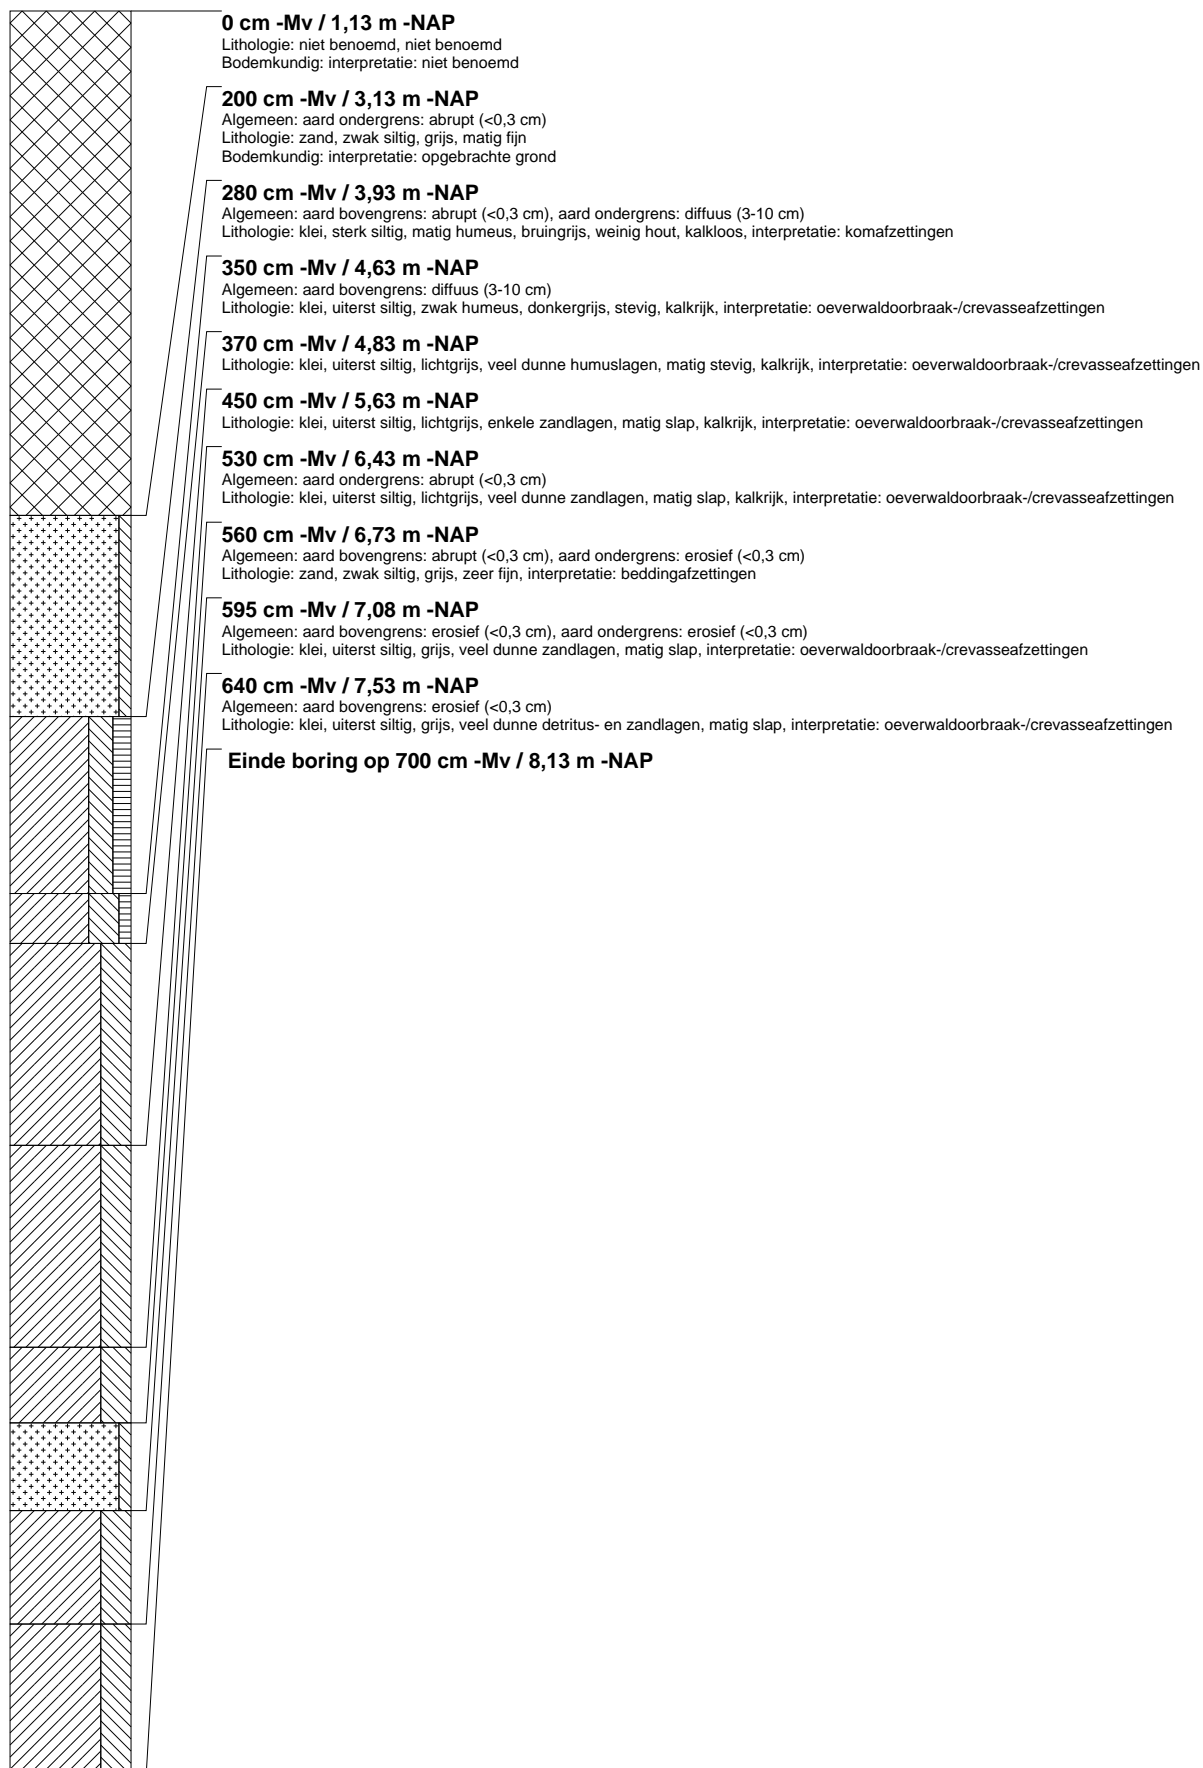 0 cm -Mv / 1,13 m -NAP
Lithologie: niet benoemd, niet benoemd
Bodemkundig: interpretatie: niet benoemd
200 cm -Mv / 3,13 m -NAP
Algemeen: aard ondergrens: abrupt (<0,3 cm)
Lithologie: zand, zwak siltig, grijs, matig fijn
Bodemkundig: interpretatie: opgebrachte grond
280 cm -Mv / 3,93 m -NAP
Algemeen: aard bovengrens: abrupt (<0,3 cm), aard ondergrens: diffuus (3-10 cm)
Lithologie: klei, sterk siltig, matig humeus, bruingrijs, weinig hout, kalkloos, interpretatie: komafzettingen
350 cm -Mv / 4,63 m -NAP
Algemeen: aard bovengrens: diffuus (3-10 cm)
Lithologie: klei, uiterst siltig, zwak humeus, donkergrijs, stevig, kalkrijk, interpretatie: oeverwaldoorbraak-/crevasseafzettingen
370 cm -Mv / 4,83 m -NAP
Lithologie: klei, uiterst siltig, lichtgrijs, veel dunne humuslagen, matig stevig, kalkrijk, interpretatie: oeverwaldoorbraak-/crevasseafzettingen
450 cm -Mv / 5,63 m -NAP
Lithologie: klei, uiterst siltig, lichtgrijs, enkele zandlagen, matig slap, kalkrijk, interpretatie: oeverwaldoorbraak-/crevasseafzettingen
530 cm -Mv / 6,43 m -NAP
Algemeen: aard ondergrens: abrupt (<0,3 cm)
Lithologie: klei, uiterst siltig, lichtgrijs, veel dunne zandlagen, matig slap, kalkrijk, interpretatie: oeverwaldoorbraak-/crevasseafzettingen
560 cm -Mv / 6,73 m -NAP
Algemeen: aard bovengrens: abrupt (<0,3 cm), aard ondergrens: erosief (<0,3 cm)
Lithologie: zand, zwak siltig, grijs, zeer fijn, interpretatie: beddingafzettingen
595 cm -Mv / 7,08 m -NAP
Algemeen: aard bovengrens: erosief (<0,3 cm), aard ondergrens: erosief (<0,3 cm)
Lithologie: klei, uiterst siltig, grijs, veel dunne zandlagen, matig slap, interpretatie: oeverwaldoorbraak-/crevasseafzettingen
640 cm -Mv / 7,53 m -NAP
Algemeen: aard bovengrens: erosief (<0,3 cm)
Lithologie: klei, uiterst siltig, grijs, veel dunne detritus- en zandlagen, matig slap, interpretatie: oeverwaldoorbraak-/crevasseafzettingen
Einde boring op 700 cm -Mv / 8,13 m -NAP